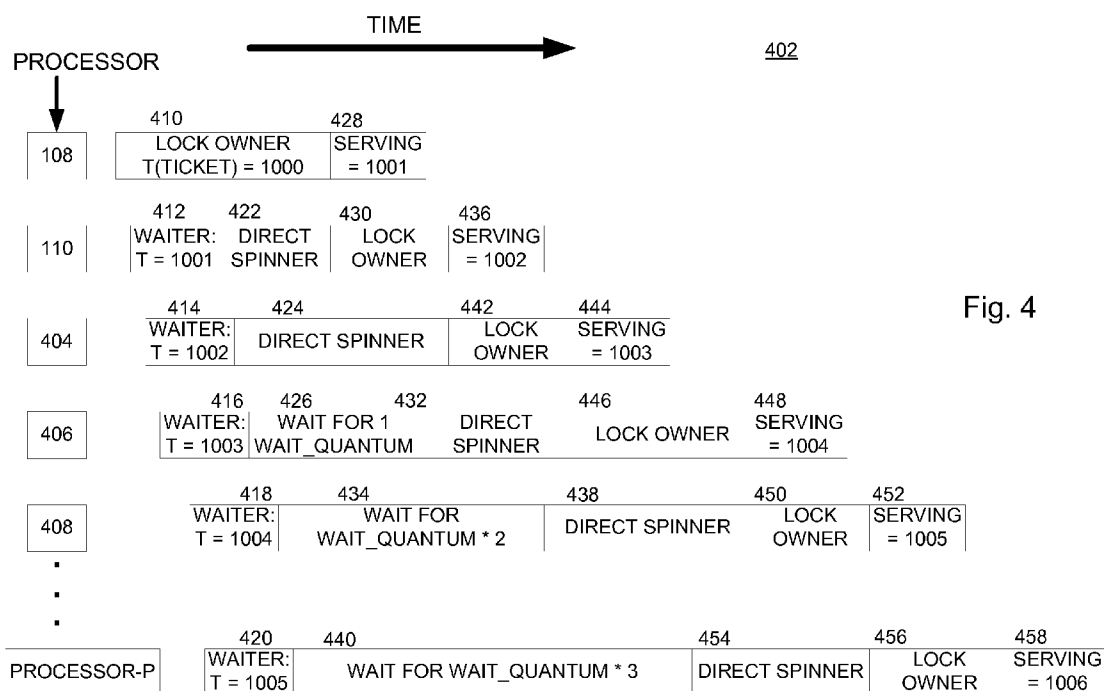 TIME
402
PROCESSOR
410 428
108 LOCK OWNER SERVING
T(TICKET) = 1000 = 1001
412 422 430 436
110 WAITER: DIRECT LOCK SERVING
T = 1001 SPINNER OWNER = 1002
Fig. 4
414 424 442 444
404 WAITER: DIRECT SPINNER LOCK SERVING
T = 1002 OWNER = 1003
416 426 432 446 448
406 WAITER: WAIT FOR 1 DIRECT LOCK OWNER SERVING
T = 1003 WAIT_QUANTUM SPINNER = 1004
418 434 438 450 452
408 WAITER: WAIT FOR DIRECT SPINNER LOCK SERVING
T = 1004 WAIT_QUANTUM * 2 OWNER = 1005
420 440 454 456 458
PROCESSOR-P WAITER: WAIT FOR WAIT_QUANTUM * 3 DIRECT SPINNER LOCK SERVING
T = 1005 OWNER = 1006